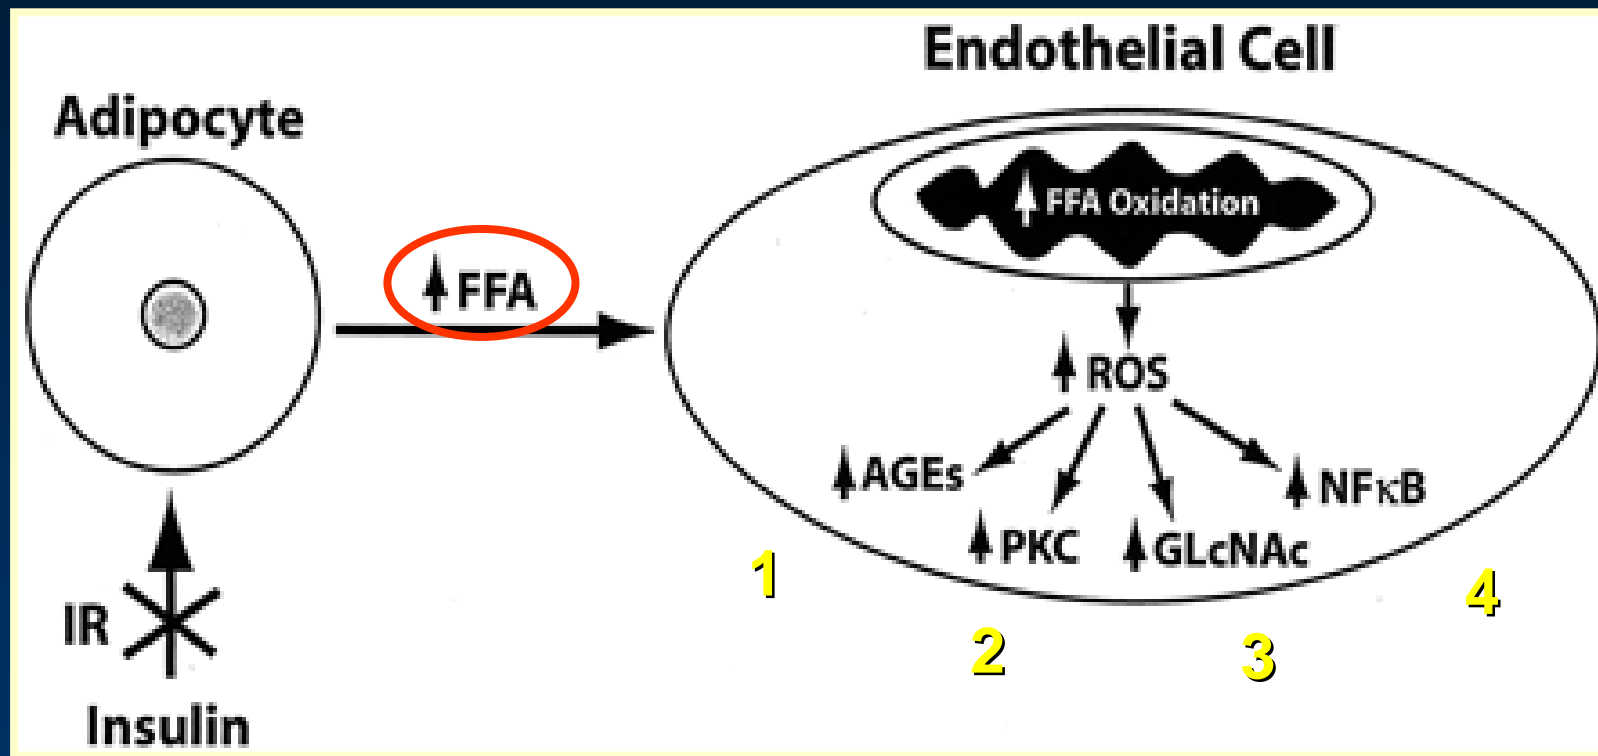 Endothelial Cell
Adipocyte
FFA Oxidation
FFA
ROS
AGEs
NFκB
PKC
GLcNAc
1
4
IR
2
3
Insulin